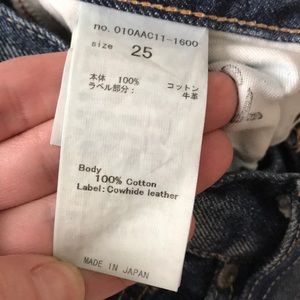 no. 010AAC11-1600
size 25
本体 100% コットン
ラベル部分: 牛革
Body
100% Cotton
Label: Cowhide leather
MADE IN JAPAN